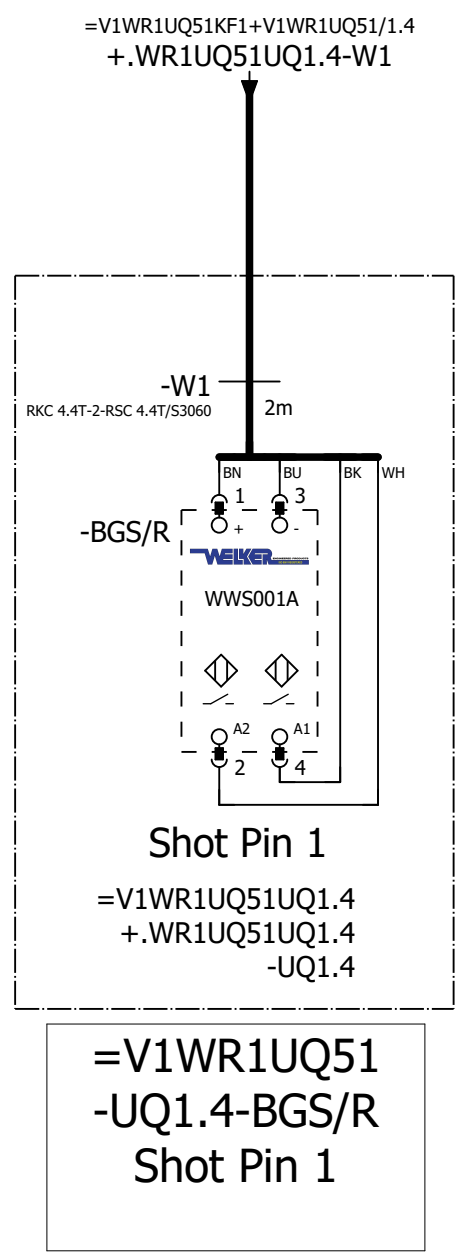 =V1WR1UQ51KF1+V1WR1UQ51/1.4
+.WR1UQ51UQ1.4-W1
-W1
RKC 4.4T-2-RSC 4.4T/S3060
2m
BN
BU
BK
WH
1
3
-BGS/R
+
-
WELKER
WWS001A
A2
A1
2
4
Shot Pin 1
=V1WR1UQ51UQ1.4
+.WR1UQ51UQ1.4
-UQ1.4
=V1WR1UQ51
-UQ1.4-BGS/R
Shot Pin 1